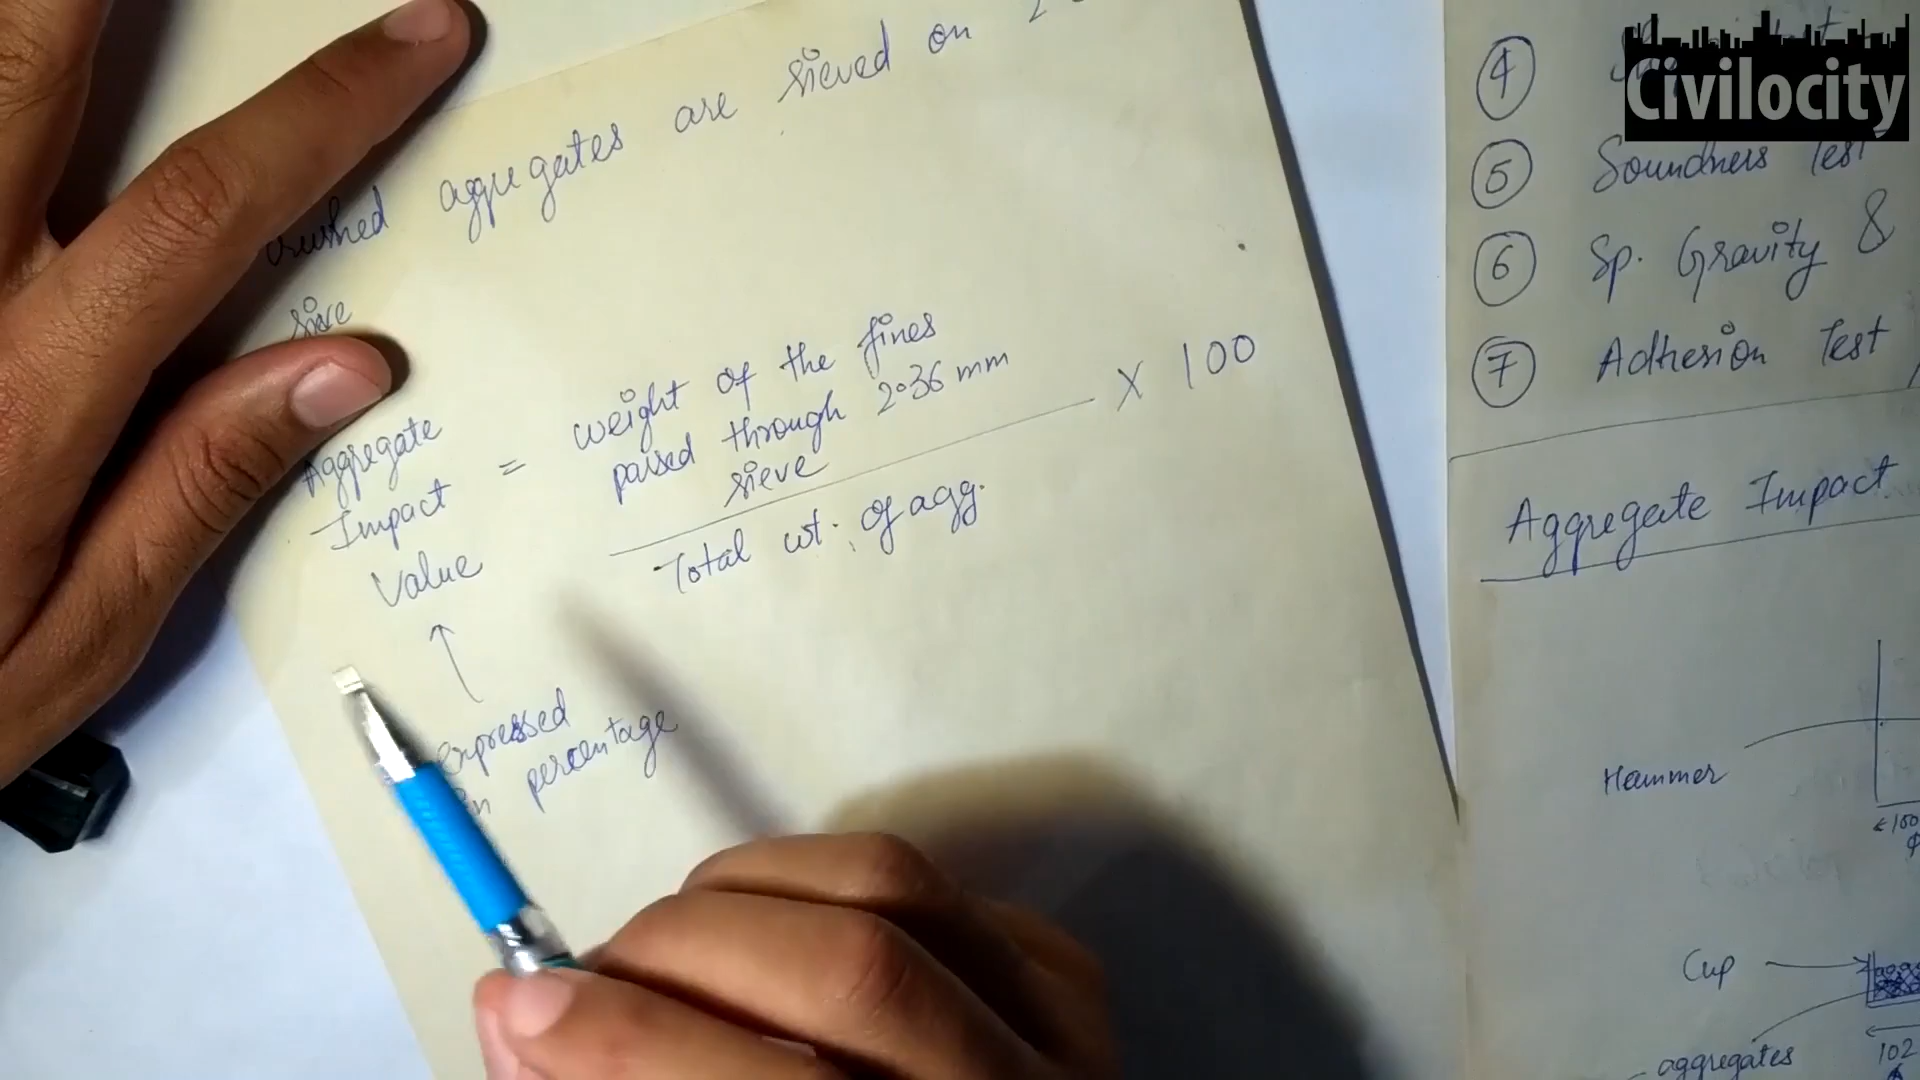 crushed aggregates are sieved on
sieve
Aggregate
Impact
Value
=
weight of the fines
passed through 2.36 mm
sieve
Total wt. of agg.
X 100
expressed
in percentage
Civilocity
4
5 Soundness Test
6 Sp. Gravity &
7 Adhesion Test
Aggregate Impact
Hammer
Cup
aggregates
102